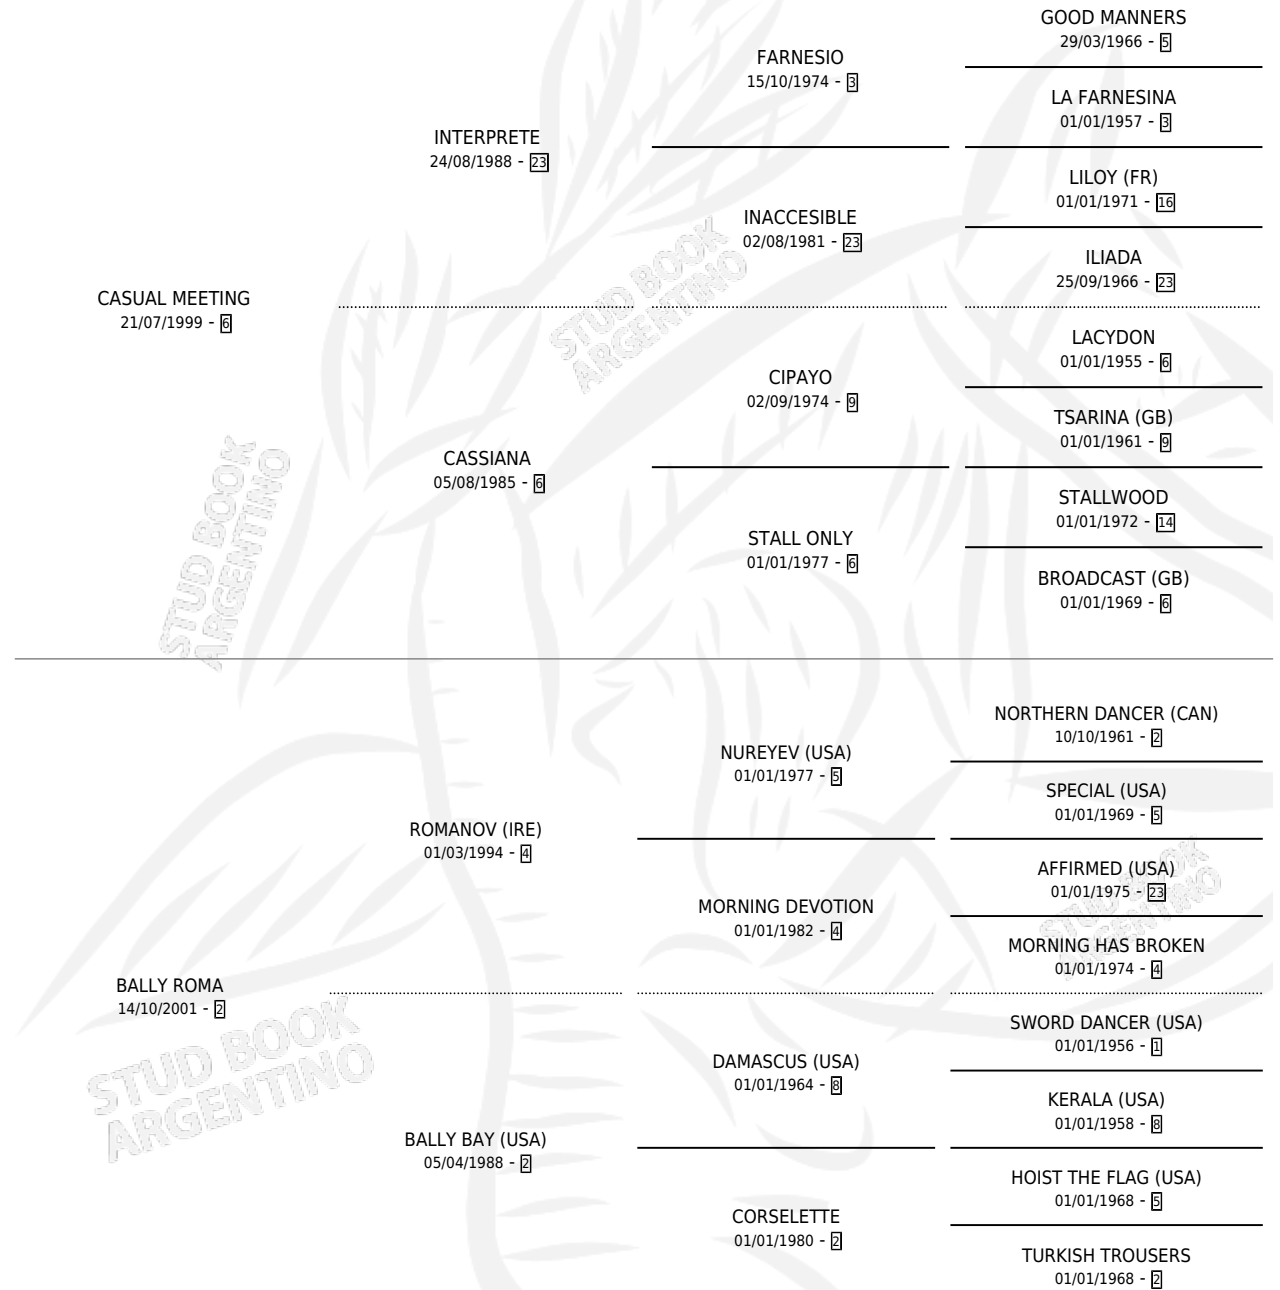 GOOD MANNERS
29/03/1966 - 5
FARNESIO
15/10/1974 - 3
LA FARNESINA
01/01/1957 - 3
INTERPRETE
24/08/1988 - 23
LILOY (FR)
01/01/1971 - 16
INACCESIBLE
02/08/1981 - 23
ILIADA
25/09/1966 - 23
CASUAL MEETING
21/07/1999 - 6
LACYDON
01/01/1955 - 6
CIPAYO
02/09/1974 - 9
TSARINA (GB)
01/01/1961 - 9
CASSIANA
05/08/1985 - 6
STALLWOOD
01/01/1972 - 14
STALL ONLY
01/01/1977 - 6
BROADCAST (GB)
01/01/1969 - 6
NORTHERN DANCER (CAN)
10/10/1961 - 2
NUREYEV (USA)
01/01/1977 - 5
SPECIAL (USA)
01/01/1969 - 5
ROMANOV (IRE)
01/03/1994 - 4
AFFIRMED (USA)
01/01/1975 - 23
MORNING DEVOTION
01/01/1982 - 4
MORNING HAS BROKEN
01/01/1974 - 4
BALLY ROMA
14/10/2001 - 2
SWORD DANCER (USA)
01/01/1956 - 1
DAMASCUS (USA)
01/01/1964 - 8
KERALA (USA)
01/01/1958 - 8
BALLY BAY (USA)
05/04/1988 - 2
HOIST THE FLAG (USA)
01/01/1968 - 5
CORSELETTE
01/01/1980 - 2
TURKISH TROUSERS
01/01/1968 - 2
STUD BOOK
ARGENTINO
STUD BOOK
ARGENTINO
STUD BOOK
ARGENTINO
STUD BOOK
ARGENTINO